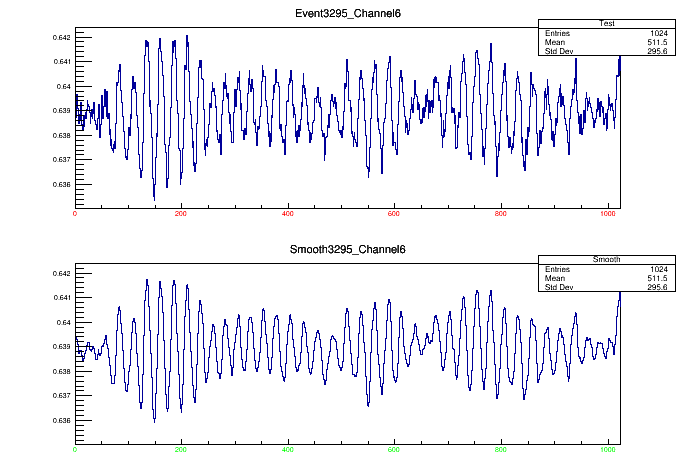 Event3295_Channel6
Test
Entries 1024
Mean 511.5
Std Dev 295.6
0.642
0.641
0.64
0.639
0.638
0.637
0.636
0 200 400 600 800 1000
Smooth3295_Channel6
Smooth
Entries 1024
Mean 511.5
Std Dev 295.6
0.642
0.641
0.64
0.639
0.638
0.637
0.636
0 200 400 600 800 1000